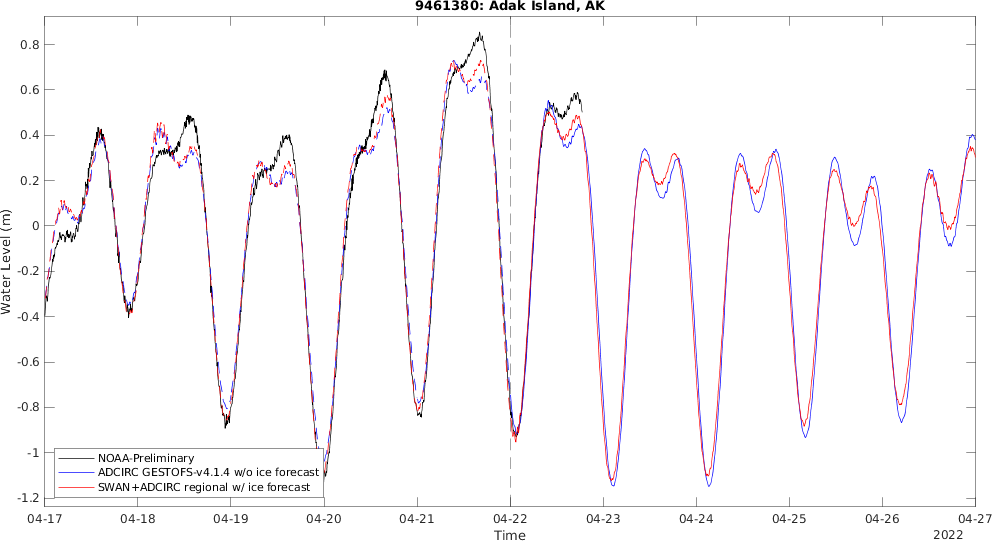 9461380: Adak Island, AK
Water Level (m)
0.8
0.6
0.4
0.2
0
-0.2
-0.4
-0.6
-0.8
-1
-1.2
NOAA-Preliminary
ADCIRC GESTOFS-v4.1.4 w/o ice forecast
SWAN+ADCIRC regional w/ ice forecast
04-17 04-18 04-19 04-20 04-21 04-22 04-23 04-24 04-25 04-26 04-27
Time
2022